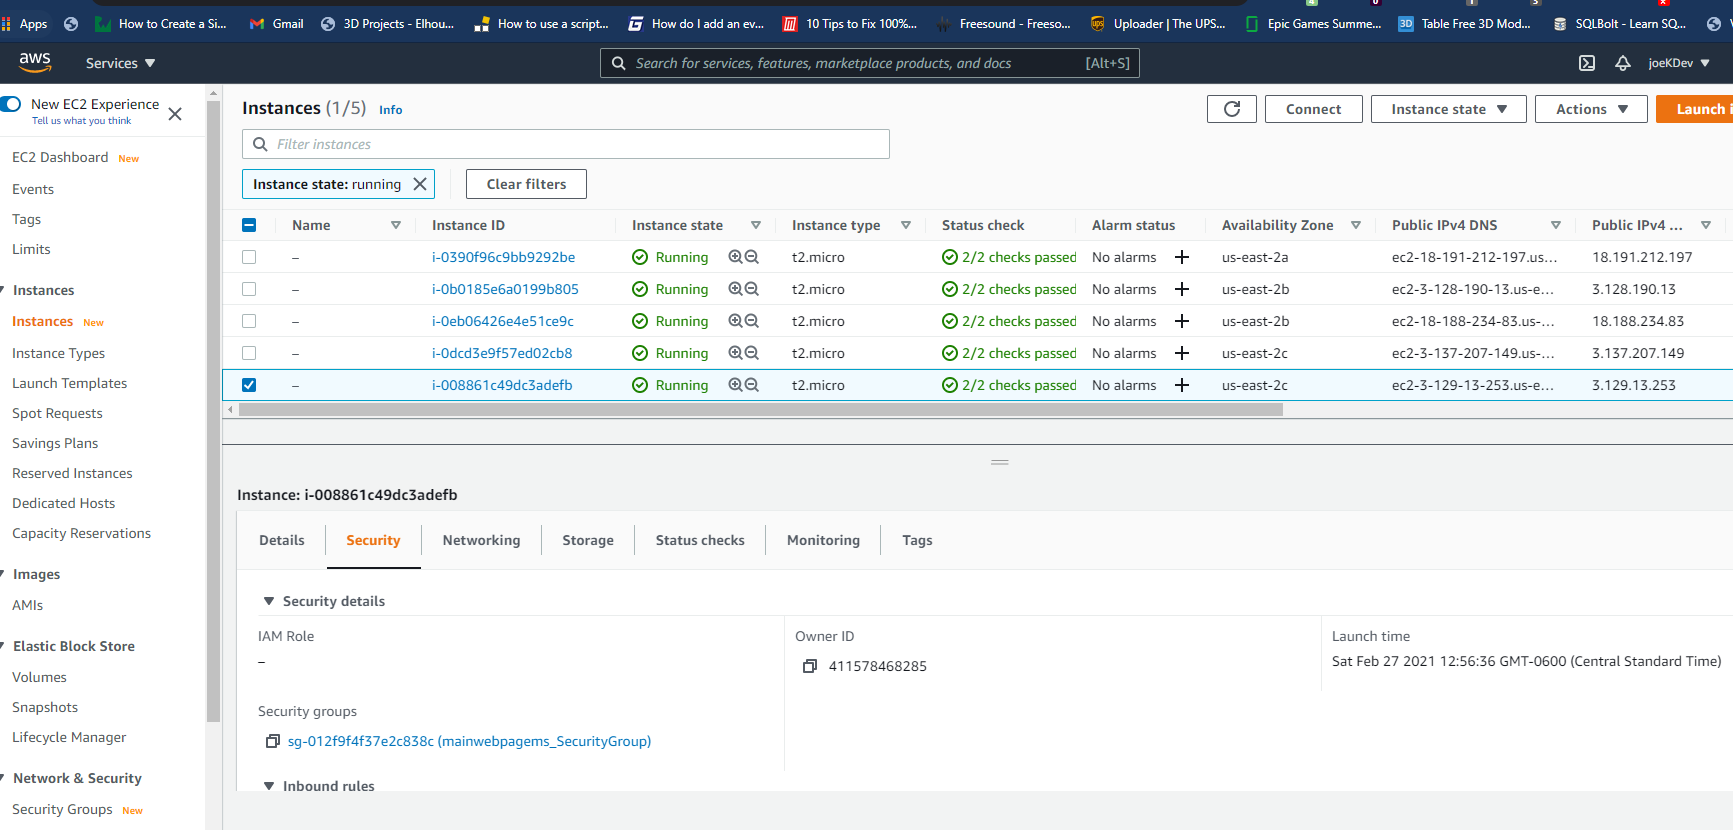 Apps How to Create a Si... Gmail 3D Projects - Elhou... How to use a script... How do I add an ev... 10 Tips to Fix 100%... Freesound - Freeso... Uploader | The UPS... Epic Games Summe... Table Free 3D Mod... SQLBolt - Learn SQ...
aws Services Search for services, features, marketplace products, and docs [Alt+S] joeKDev
New EC2 Experience
Tell us what you think
EC2 Dashboard New
Events
Tags
Limits
Instances
Instances New
Instance Types
Launch Templates
Spot Requests
Savings Plans
Reserved Instances
Dedicated Hosts
Capacity Reservations
Images
AMIs
Elastic Block Store
Volumes
Snapshots
Lifecycle Manager
Network & Security
Security Groups New
Instances (1/5) Info Connect Instance state Actions Launch i
Filter instances
Instance state: running Clear filters
Name Instance ID Instance state Instance type Status check Alarm status Availability Zone Public IPv4 DNS Public IPv4 ...
– i-0390f96c9bb9292be Running t2.micro 2/2 checks passed No alarms us-east-2a ec2-18-191-212-197.us... 18.191.212.197
– i-0b0185e6a0199b805 Running t2.micro 2/2 checks passed No alarms us-east-2b ec2-3-128-190-13.us-e... 3.128.190.13
– i-0eb06426e4e51ce9c Running t2.micro 2/2 checks passed No alarms us-east-2b ec2-18-188-234-83.us-... 18.188.234.83
– i-0dcd3e9f57ed02cb8 Running t2.micro 2/2 checks passed No alarms us-east-2c ec2-3-137-207-149.us-... 3.137.207.149
– i-008861c49dc3adefb Running t2.micro 2/2 checks passed No alarms us-east-2c ec2-3-129-13-253.us-e... 3.129.13.253
Instance: i-008861c49dc3adefb
Details Security Networking Storage Status checks Monitoring Tags
Security details
IAM Role Owner ID Launch time
– 411578468285 Sat Feb 27 2021 12:56:36 GMT-0600 (Central Standard Time)
Security groups
sg-012f9f4f37e2c838c (mainwebpagems_SecurityGroup)
Inbound rules